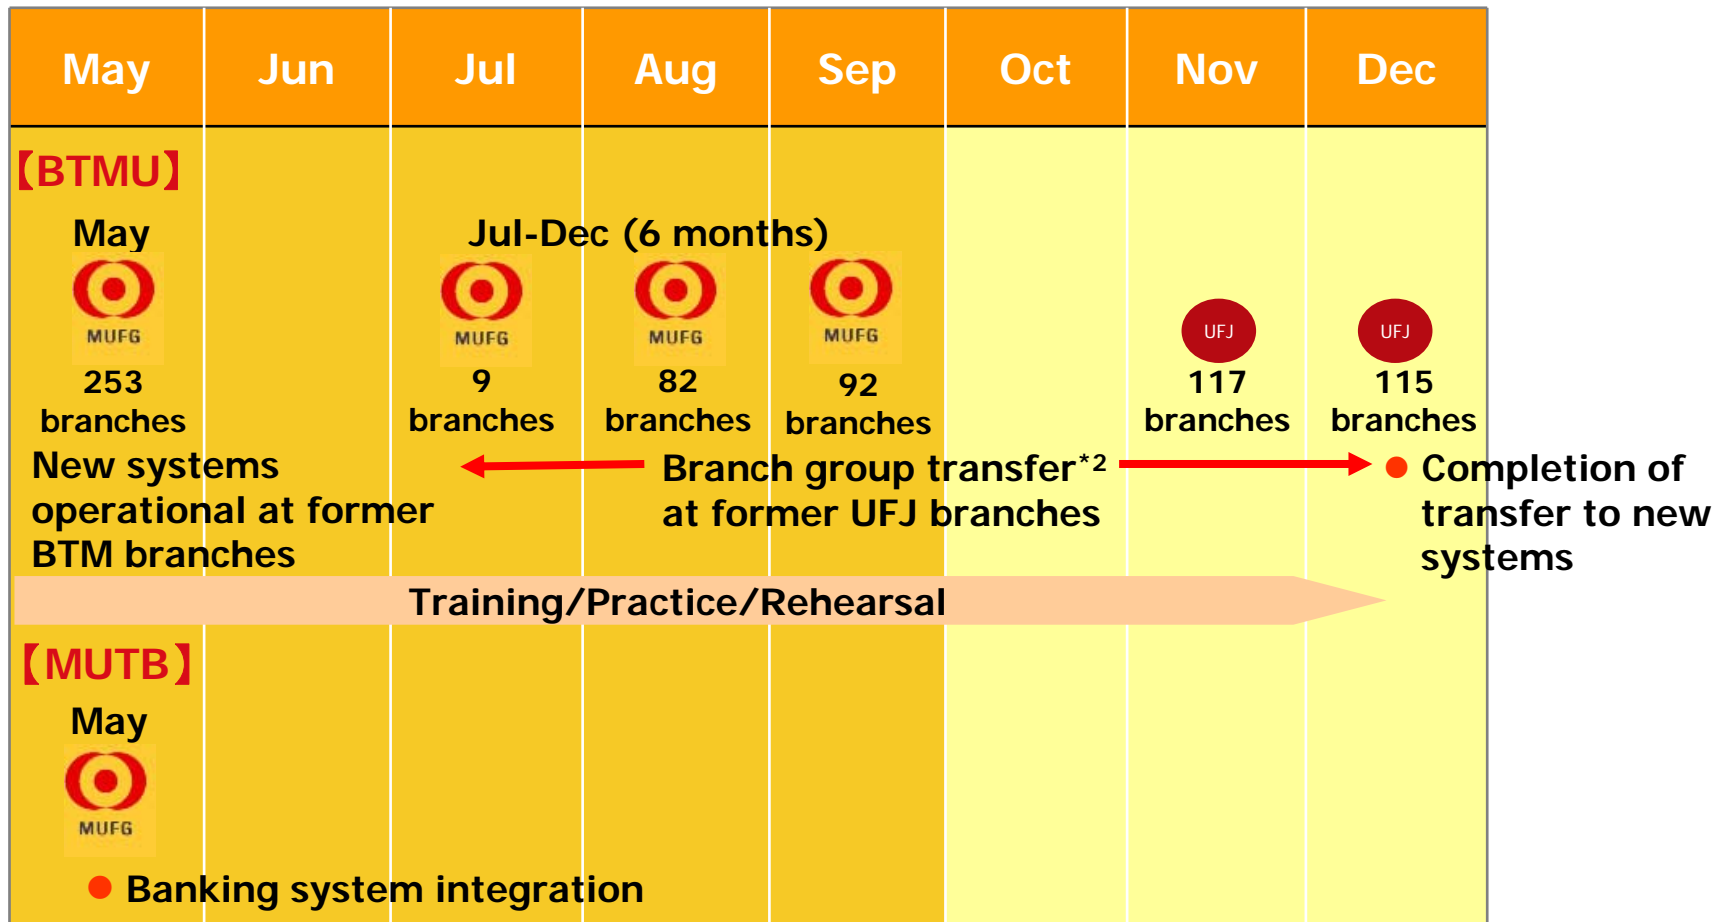 May Jun Jul Aug Sep Oct Nov Dec
【BTMU】
May
Jul-Dec (6 months)
MUFG
MUFG
MUFG
MUFG
UFJ
UFJ
253
branches
9
branches
82
branches
92
branches
117
branches
115
branches
New systems
operational at former
BTM branches
Branch group transfer*2
at former UFJ branches
● Completion of
transfer to new
systems
Training/Practice/Rehearsal
【MUTB】
May
MUFG
● Banking system integration